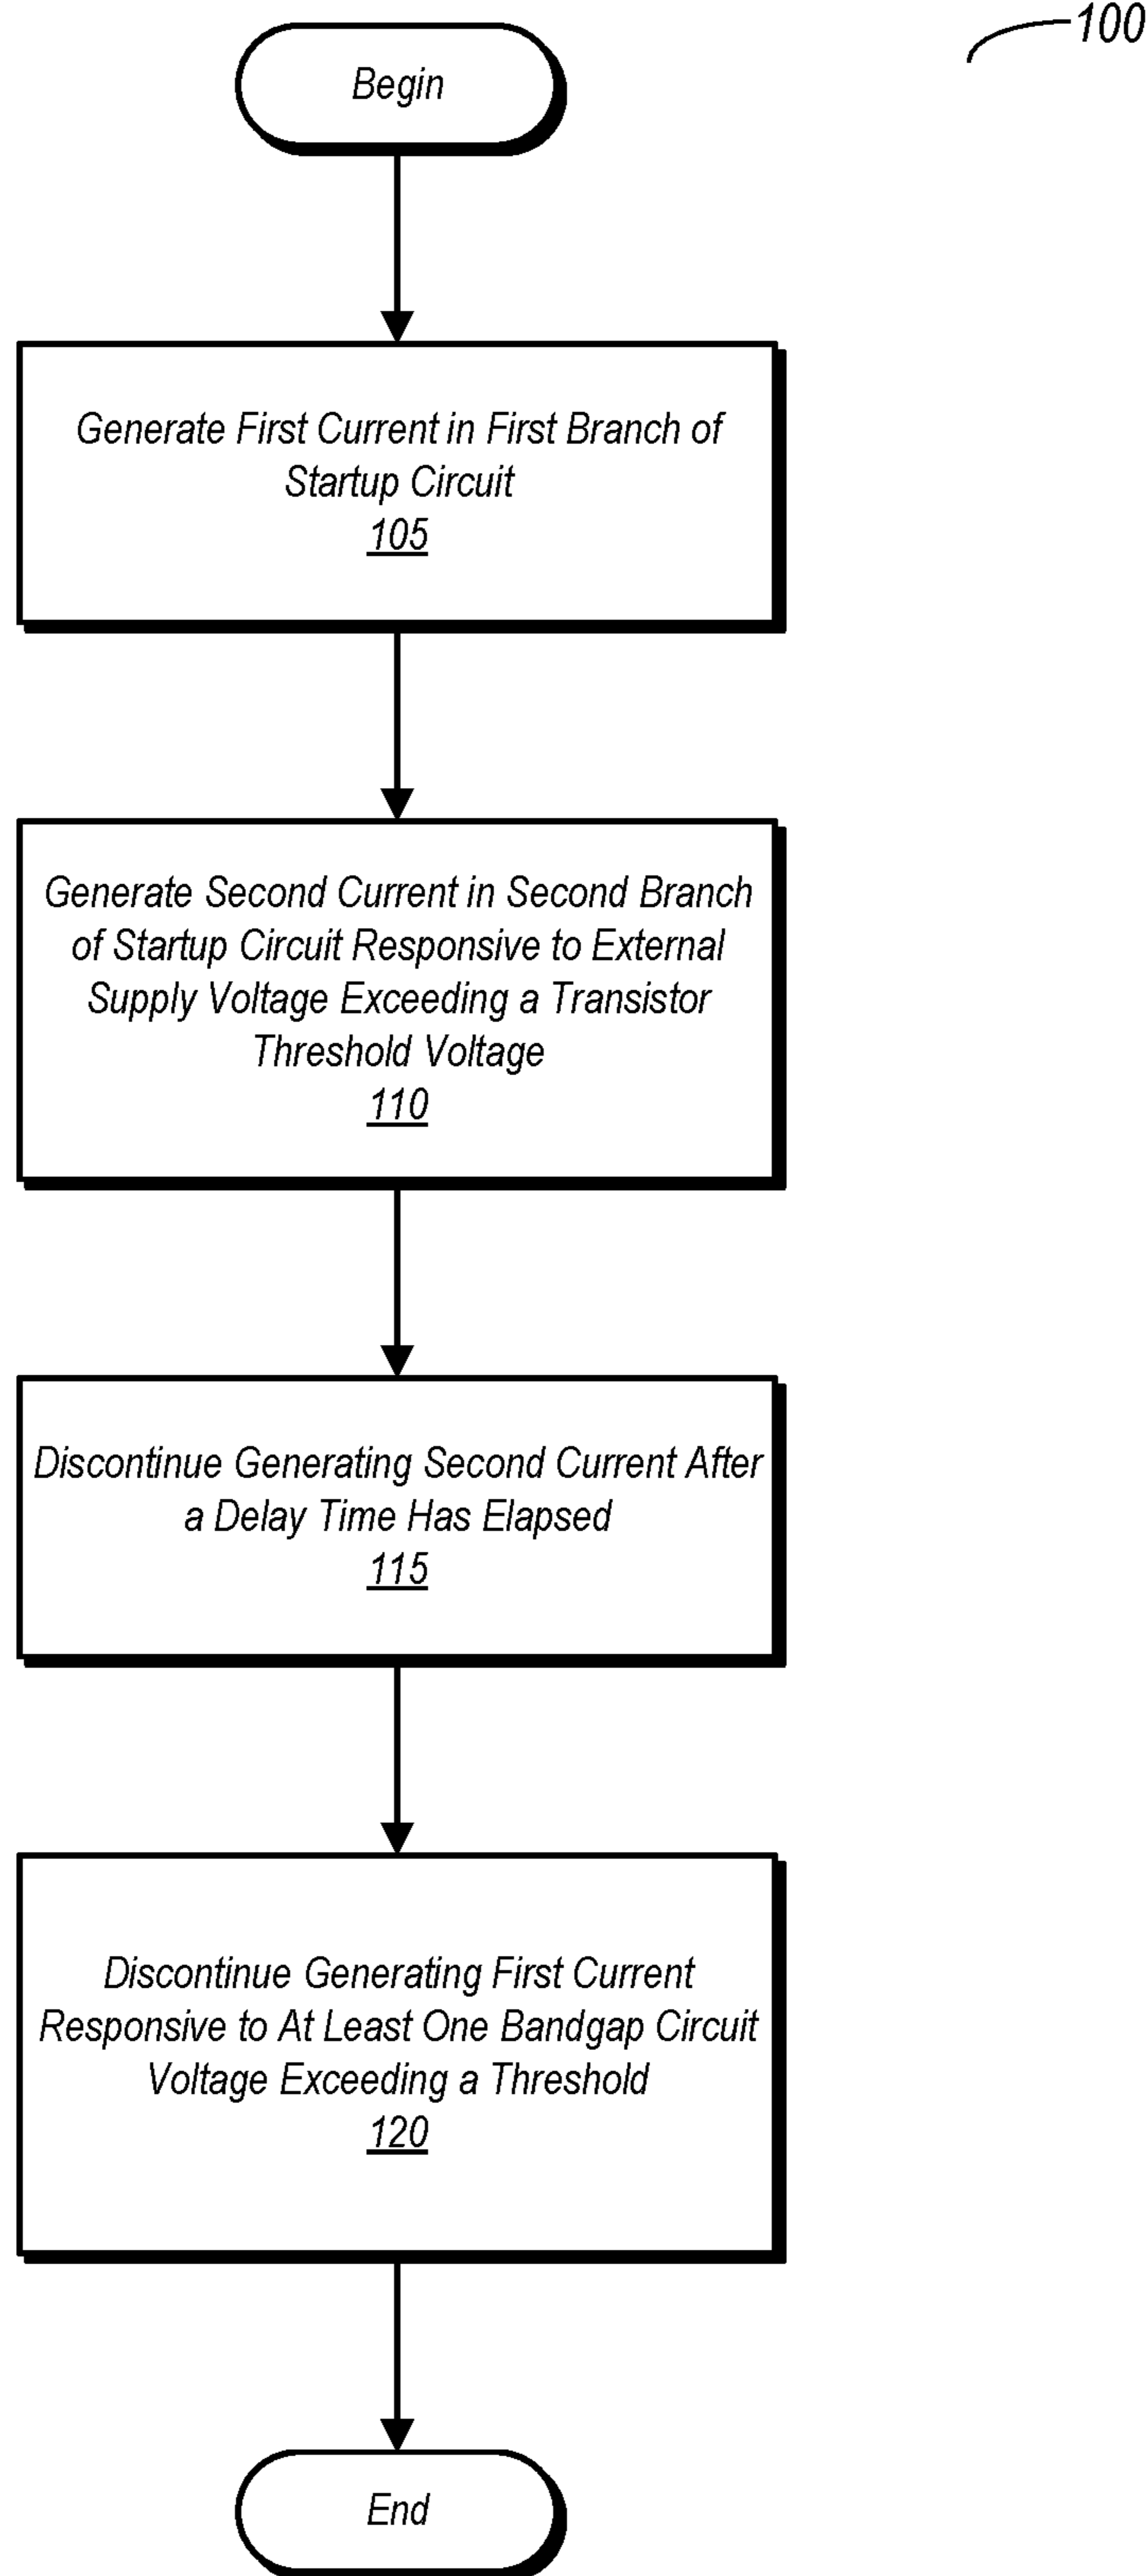 100
Begin
Generate First Current in First Branch of
Startup Circuit
105
Generate Second Current in Second Branch
of Startup Circuit Responsive to External
Supply Voltage Exceeding a Transistor
Threshold Voltage
110
Discontinue Generating Second Current After
a Delay Time Has Elapsed
115
Discontinue Generating First Current
Responsive to At Least One Bandgap Circuit
Voltage Exceeding a Threshold
120
End